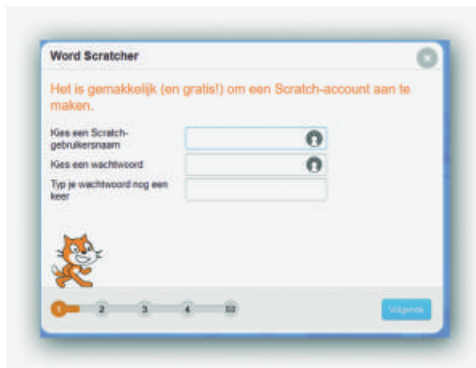 Word Scratcher
Het is gemakkelijk (en gratis!) om een Scratch-account aan te
maken.
Kies een Scratch-
gebruikersnaam
Kies een wachtwoord
Typ je wachtwoord nog een
keer
1 2 3 4
Volgende